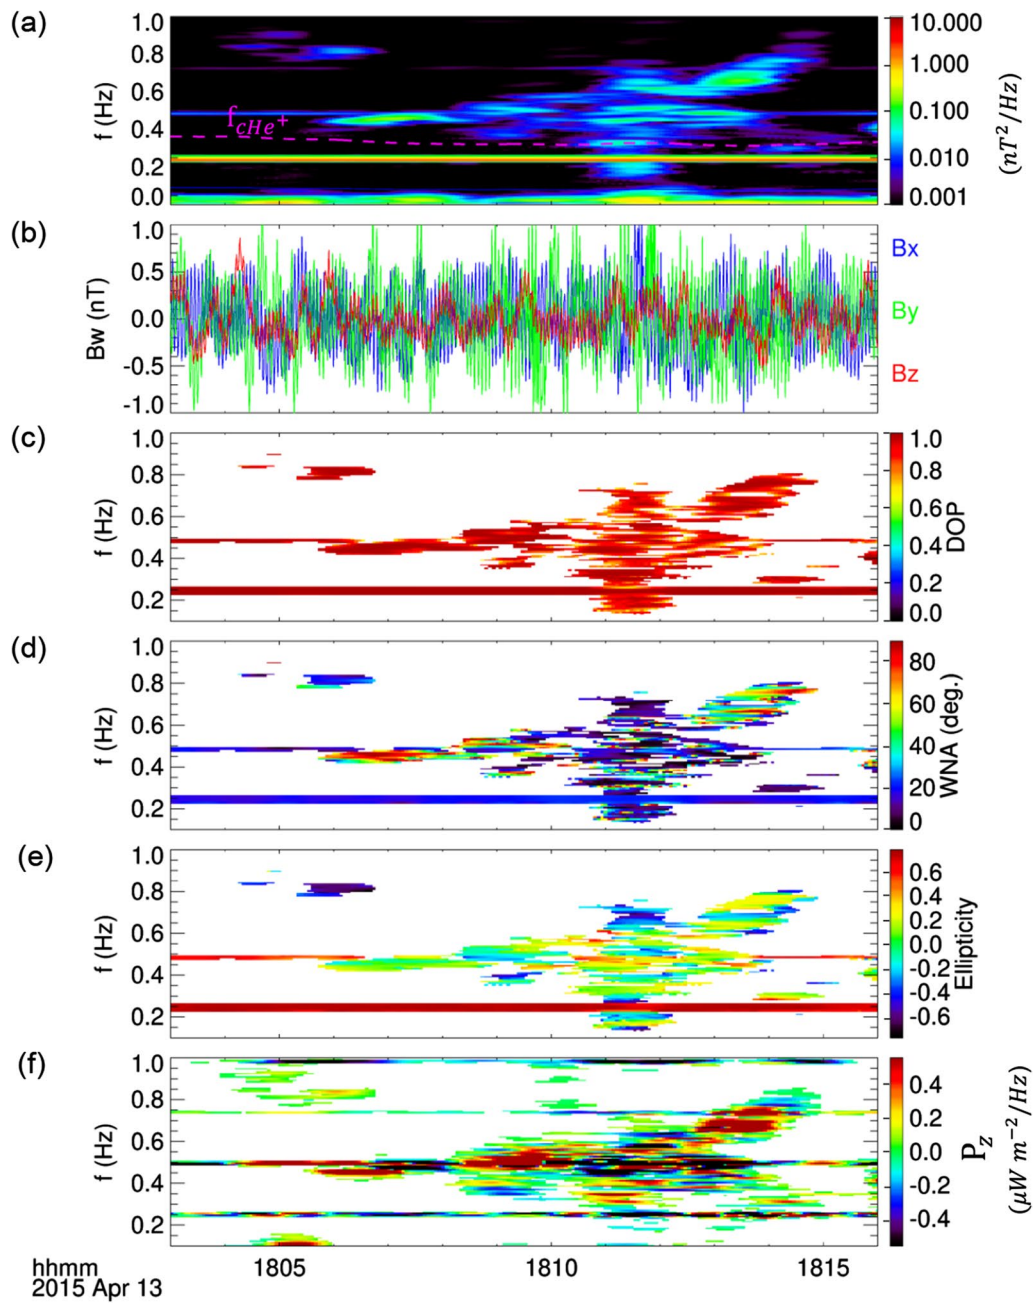 (a)
1.0
0.8
0.6
0.4
0.2
0.0
f (Hz)
f_cHe+
10.000
1.000
0.100
0.010
0.001
(nT²/Hz)
(b)
1.0
0.5
0.0
-0.5
-1.0
Bw (nT)
Bx
By
Bz
(c)
1.0
0.8
0.6
0.4
0.2
f (Hz)
1.0
0.8
0.6
0.4
0.2
0.0
DOP
(d)
1.0
0.8
0.6
0.4
0.2
f (Hz)
80
60
40
20
0
WNA (deg.)
(e)
1.0
0.8
0.6
0.4
0.2
f (Hz)
0.6
0.4
0.2
0.0
-0.2
-0.4
-0.6
Ellipticity
(f)
1.0
0.8
0.6
0.4
0.2
f (Hz)
0.4
0.2
0.0
-0.2
-0.4
P_Z
(μW m⁻²/Hz)
hhmm 1805 1810 1815
2015 Apr 13